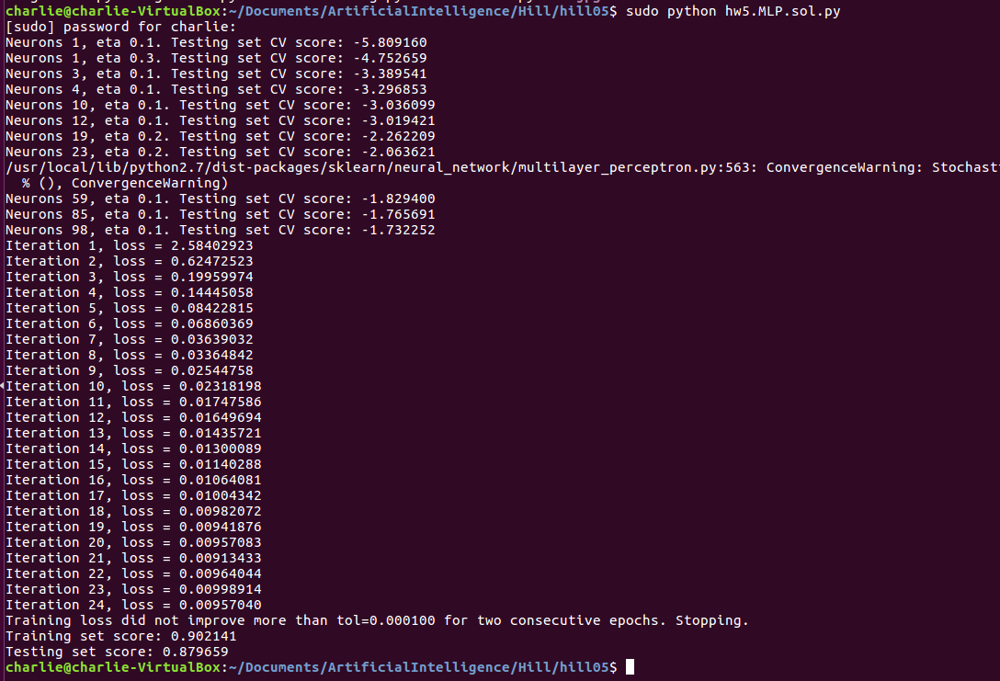 charlie@charlie-VirtualBox:~/Documents/ArtificialIntelligence/Hill/hill05$ sudo python hw5.MLP.sol.py
[sudo] password for charlie:
Neurons 1, eta 0.1. Testing set CV score: -5.809160
Neurons 1, eta 0.3. Testing set CV score: -4.752659
Neurons 3, eta 0.1. Testing set CV score: -3.389541
Neurons 4, eta 0.1. Testing set CV score: -3.296853
Neurons 10, eta 0.1. Testing set CV score: -3.036099
Neurons 12, eta 0.1. Testing set CV score: -3.019421
Neurons 19, eta 0.2. Testing set CV score: -2.262209
Neurons 23, eta 0.2. Testing set CV score: -2.063621
/usr/local/lib/python2.7/dist-packages/sklearn/neural_network/multilayer_perceptron.py:563: ConvergenceWarning: Stochast
  % (), ConvergenceWarning)
Neurons 59, eta 0.1. Testing set CV score: -1.829400
Neurons 85, eta 0.1. Testing set CV score: -1.765691
Neurons 98, eta 0.1. Testing set CV score: -1.732252
Iteration 1, loss = 2.58402923
Iteration 2, loss = 0.62472523
Iteration 3, loss = 0.19959974
Iteration 4, loss = 0.14445058
Iteration 5, loss = 0.08422815
Iteration 6, loss = 0.06860369
Iteration 7, loss = 0.03639032
Iteration 8, loss = 0.03364842
Iteration 9, loss = 0.02544758
Iteration 10, loss = 0.02318198
Iteration 11, loss = 0.01747586
Iteration 12, loss = 0.01649694
Iteration 13, loss = 0.01435721
Iteration 14, loss = 0.01300089
Iteration 15, loss = 0.01140288
Iteration 16, loss = 0.01064081
Iteration 17, loss = 0.01004342
Iteration 18, loss = 0.00982072
Iteration 19, loss = 0.00941876
Iteration 20, loss = 0.00957083
Iteration 21, loss = 0.00913433
Iteration 22, loss = 0.00964044
Iteration 23, loss = 0.00998914
Iteration 24, loss = 0.00957040
Training loss did not improve more than tol=0.000100 for two consecutive epochs. Stopping.
Training set score: 0.902141
Testing set score: 0.879659
charlie@charlie-VirtualBox:~/Documents/ArtificialIntelligence/Hill/hill05$